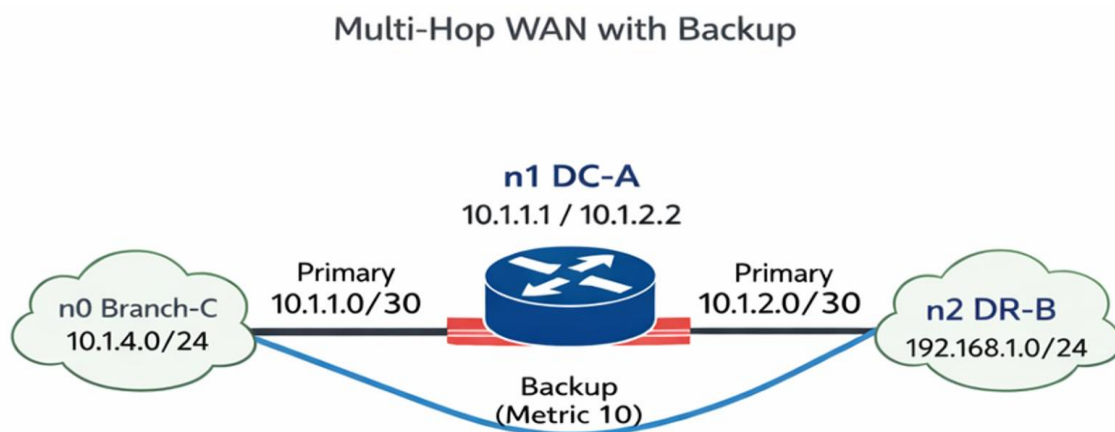 Multi-Hop WAN with Backup
n1 DC-A
10.1.1.1 / 10.1.2.2
Primary
10.1.1.0/30
Primary
10.1.2.0/30
n0 Branch-C
10.1.4.0/24
n2 DR-B
192.168.1.0/24
Backup
(Metric 10)